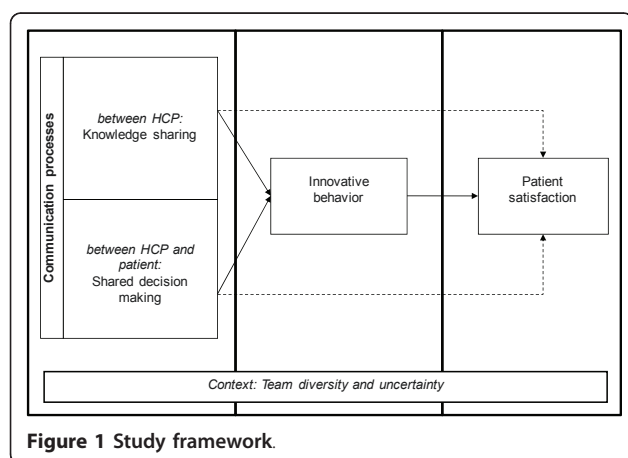 Communication processes
between HCP:
Knowledge sharing
between HCP and
patient:
Shared decision
making
Innovative
behavior
Patient
satisfaction
Context: Team diversity and uncertainty
Figure 1 Study framework.